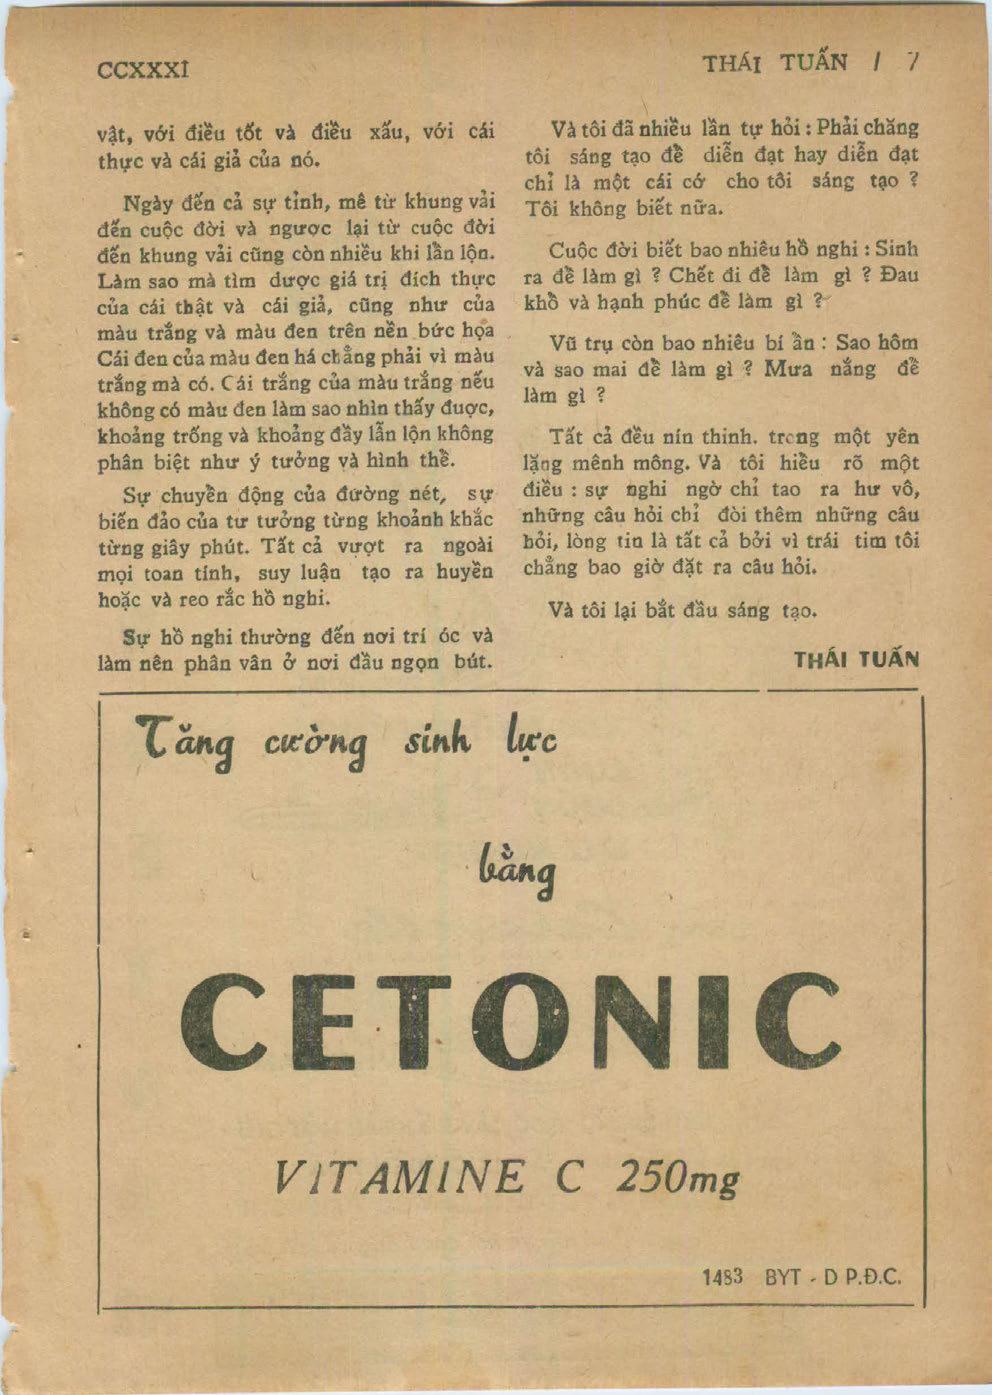 CCXXXI
THÁI TUẤN / 7
vật, với điều tốt và điều xấu, với cái
thực và cái giả của nó.
Ngày đến cả sự tỉnh, mê từ khung vải
đến cuộc đời và ngược lại từ cuộc đời
đến khung vải cũng còn nhiều khi lẫn lộn.
Làm sao mà tìm dược giá trị đích thực
của cái thật và cái giả, cũng như của
màu trắng và màu đen trên nền bức họa
Cái đen của màu đen há chẳng phải vì màu
trắng mà có. Cái trắng của màu trắng nếu
không có màu đen làm sao nhìn thấy đuợc,
khoảng trống và khoảng đầy lẫn lộn không
phân biệt như ý tưởng và hình thể.
Sự chuyển động của đường nét, sự
biến đảo của tư tưởng từng khoảnh khắc
từng giây phút. Tất cả vượt ra ngoài
mọi toan tính, suy luận tạo ra huyền
hoặc và reo rắc hồ nghi.
Sự hồ nghi thường đến nơi trí óc và
làm nên phân vân ở nơi đầu ngọn bút.
Và tôi đã nhiều lần tự hỏi : Phải chăng
tôi sáng tạo để diễn đạt hay diễn đạt
chỉ là một cái cớ cho tôi sáng tạo ?
Tôi không biết nữa.
Cuộc đời biết bao nhiêu hồ nghi : Sinh
ra để làm gì ? Chết đi để làm gì ? Đau
khổ và hạnh phúc để làm gì ?
Vũ trụ còn bao nhiêu bí ẩn : Sao hôm
và sao mai để làm gì ? Mưa nắng để
làm gì ?
Tất cả đều nín thinh. trong một yên
lặng mênh mông. Và tôi hiểu rõ một
điều : sự nghi ngờ chỉ tao ra hư vô,
những câu hỏi chỉ đòi thêm những câu
hỏi, lòng tin là tất cả bởi vì trái tim tôi
chẳng bao giờ đặt ra câu hỏi.
Và tôi lại bắt đầu sáng tạo.
THÁI TUẤN
Tăng cường sinh lực
bằng
CETONIC
VITAMINE C 250mg
1483 BYT - D P.Đ.C.